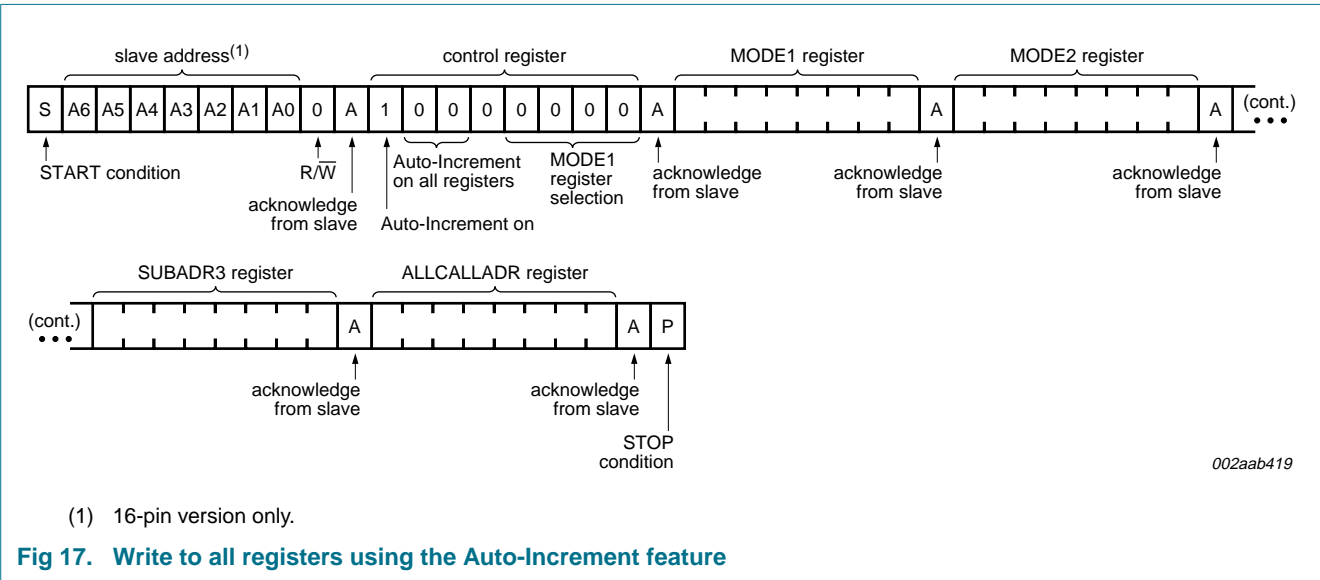 slave address(1) control register MODE1 register MODE2 register
S A6 A5 A4 A3 A2 A1 A0 0 A 1 0 0 0 0 0 0 0 A A A (cont.)
START condition R/W̅ acknowledge from slave Auto-Increment on Auto-Increment on all registers MODE1 register selection acknowledge from slave acknowledge from slave acknowledge from slave
SUBADR3 register ALLCALLADR register
(cont.) A A P
acknowledge from slave acknowledge from slave STOP condition
002aab419
(1) 16-pin version only.
Fig 17. Write to all registers using the Auto-Increment feature